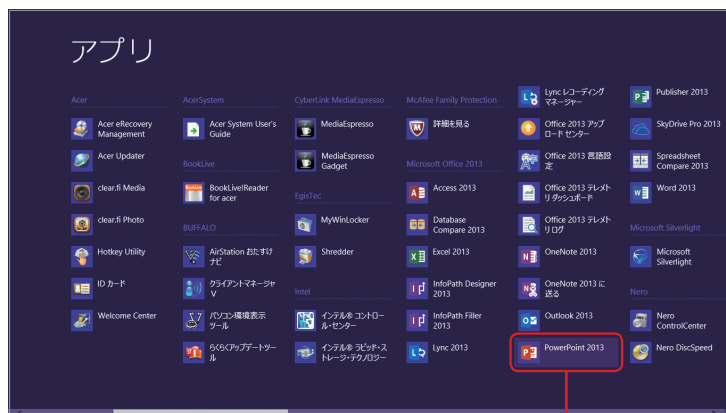 アプリ
Acer
Acer eRecovery
Management
Acer Updater
clear.fi Media
clear.fi Photo
Hotkey Utility
ID カード
Welcome Center
AcerSystem
Acer System User's
Guide
BookLive
BookLive!Reader
for acer
BUFFALO
AirStation おたすけ
ナビ
クライアントマネージャ
V
パソコン環境表示
ツール
らくらくアップデートツー
ル
CyberLink MediaEspresso
MediaEspresso
MediaEspresso
Gadget
EgisTec
MyWinLocker
Shredder
Intel
インテル® コントロー
ル・センター
インテル® ラピッド・ス
トレージ・テクノロジー
McAfee Family Protection
詳細を見る
Microsoft Office 2013
Access 2013
Database
Compare 2013
Excel 2013
InfoPath Designer
2013
InfoPath Filler
2013
Lync 2013
Lync レコーディング
マネージャー
Office 2013 アップ
ロード センター
Office 2013 言語設
定
Office 2013 テレメト
リ ダッシュボード
Office 2013 テレメト
リ ログ
OneNote 2013
OneNote 2013 に
送る
Outlook 2013
PowerPoint 2013
Publisher 2013
SkyDrive Pro 2013
Spreadsheet
Compare 2013
Word 2013
Microsoft Silverlight
Microsoft
Silverlight
Nero
Nero
ControlCenter
Nero DiscSpeed